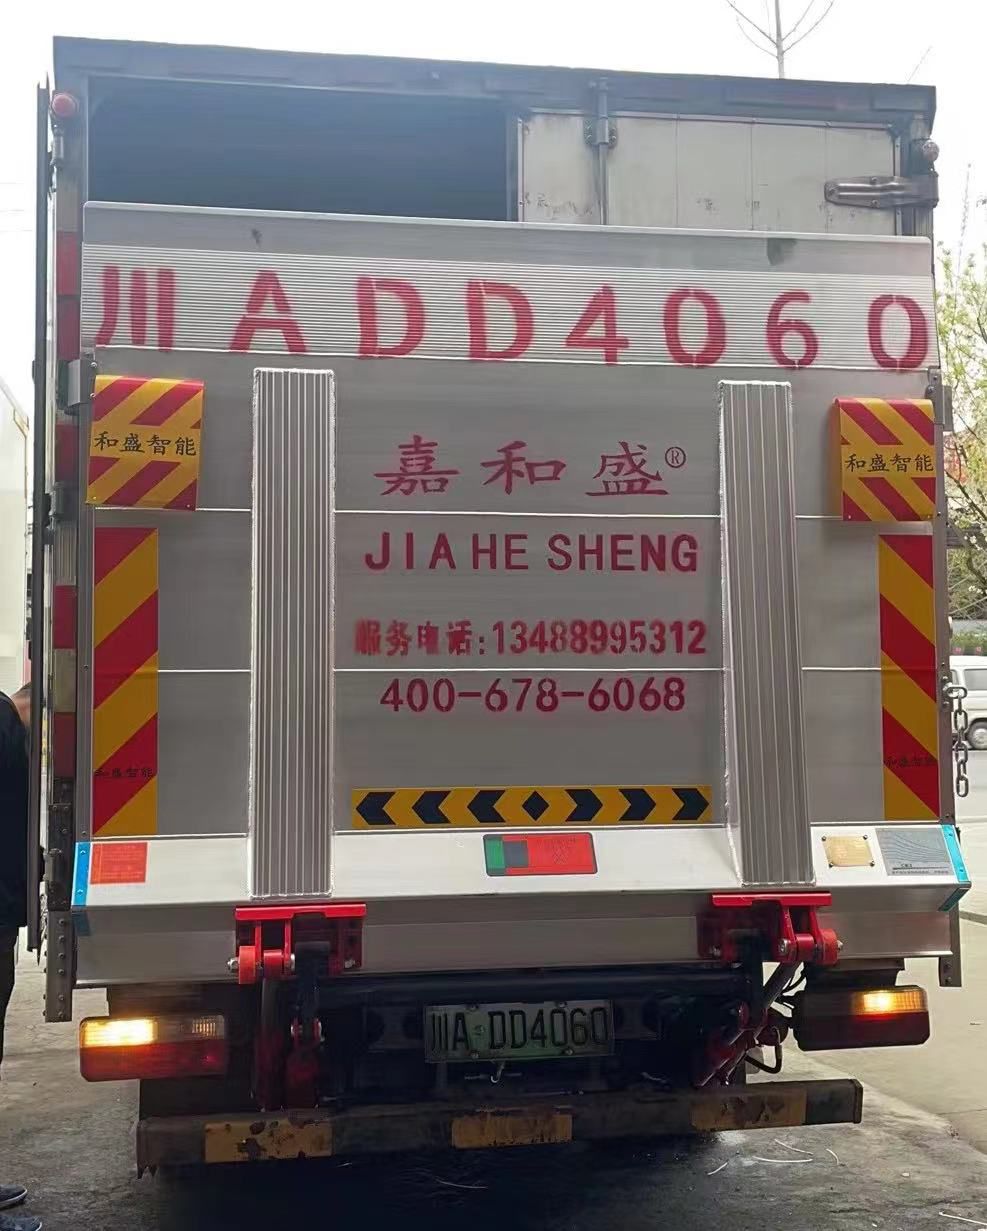 川ADD4060
和盛智能
和盛智能
嘉和盛®
JIAHE SHENG
服务电话:13488995312
400-678-6068
和盛智能
和盛智能
川A DD4060